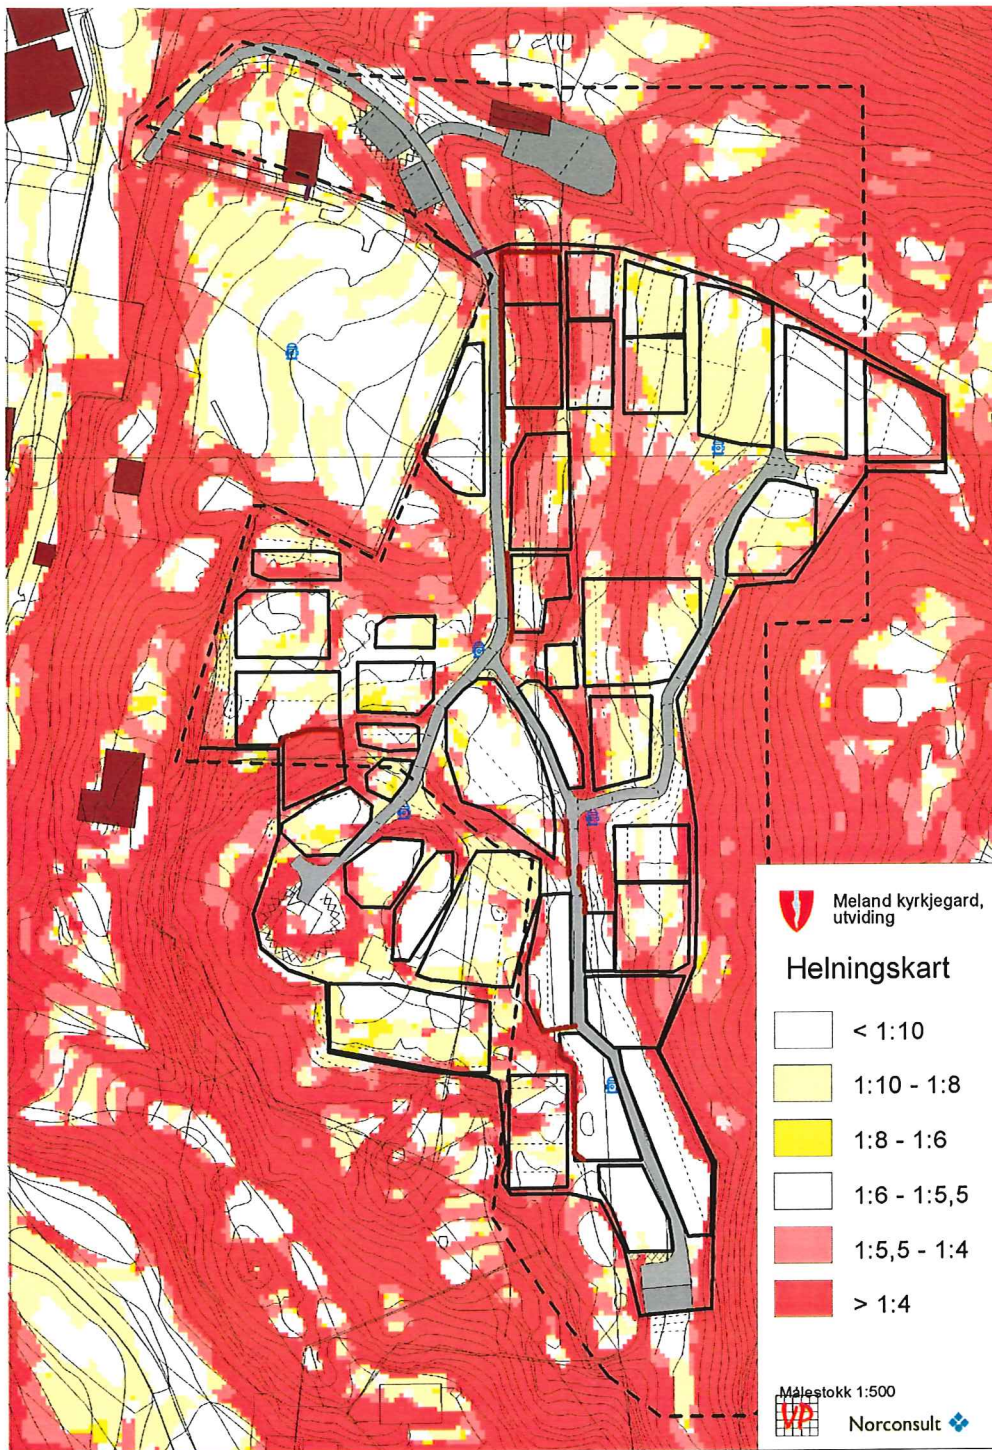 Meland kyrkjegard,
utviding
Helningskart
< 1:10
1:10 - 1:8
1:8 - 1:6
1:6 - 1:5,5
1:5,5 - 1:4
> 1:4
Målestokk 1:500
VP
Norconsult